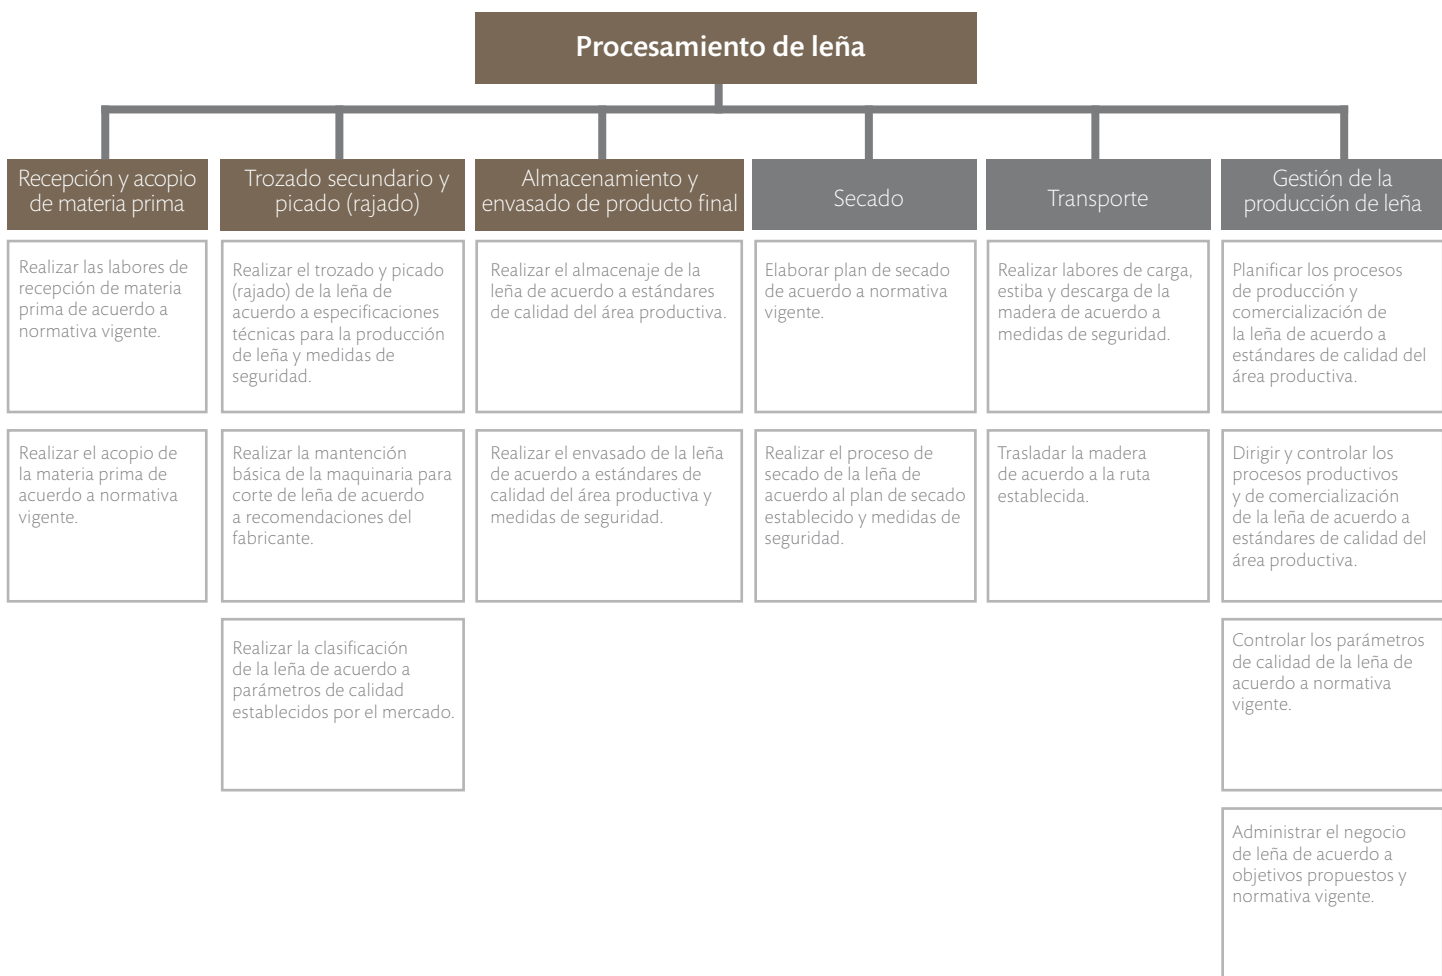 Procesamiento de leña
Recepción y acopio
de materia prima
Realizar las labores de
recepción de materia
prima de acuerdo a
normativa vigente.
Realizar el acopio de
la materia prima de
acuerdo a normativa
vigente.
Trozado secundario y
picado (rajado)
Realizar el trozado y picado
(rajado) de la leña de
acuerdo a especificaciones
técnicas para la producción
de leña y medidas de
seguridad.
Realizar la mantención
básica de la maquinaria para
corte de leña de acuerdo
a recomendaciones del
fabricante.
Realizar la clasificación
de la leña de acuerdo a
parámetros de calidad
establecidos por el mercado.
Almacenamiento y
envasado de producto final
Realizar el almacenaje de la
leña de acuerdo a estándares
de calidad del área productiva.
Realizar el envasado de la leña
de acuerdo a estándares de
calidad del área productiva y
medidas de seguridad.
Secado
Elaborar plan de secado
de acuerdo a normativa
vigente.
Realizar el proceso de
secado de la leña de
acuerdo al plan de secado
establecido y medidas de
seguridad.
Transporte
Realizar labores de carga,
estiba y descarga de la
madera de acuerdo a
medidas de seguridad.
Trasladar la madera
de acuerdo a la ruta
establecida.
Gestión de la
producción de leña
Planificar los procesos
de producción y
comercialización de
la leña de acuerdo a
estándares de calidad del
área productiva.
Dirigir y controlar los
procesos productivos
y de comercialización
de la leña de acuerdo a
estándares de calidad del
área productiva.
Controlar los parámetros
de calidad de la leña de
acuerdo a normativa
vigente.
Administrar el negocio
de leña de acuerdo a
objetivos propuestos y
normativa vigente.